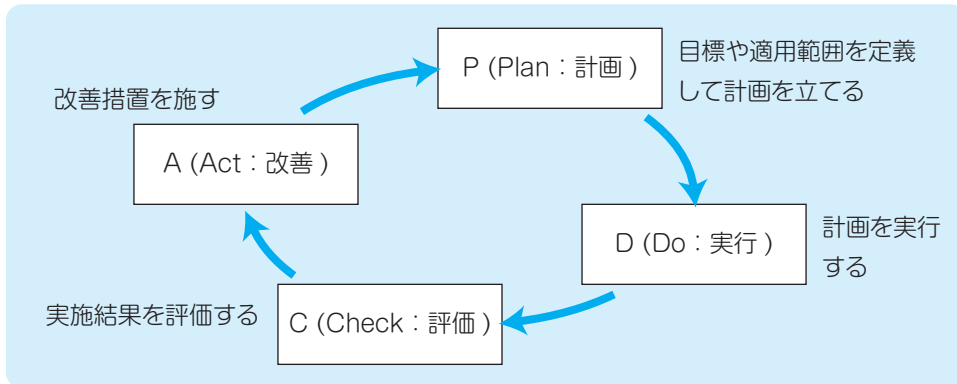 P (Plan：計画)
目標や適用範囲を定義
して計画を立てる
改善措置を施す
A (Act：改善)
D (Do：実行)
計画を実行
する
実施結果を評価する
C (Check：評価)